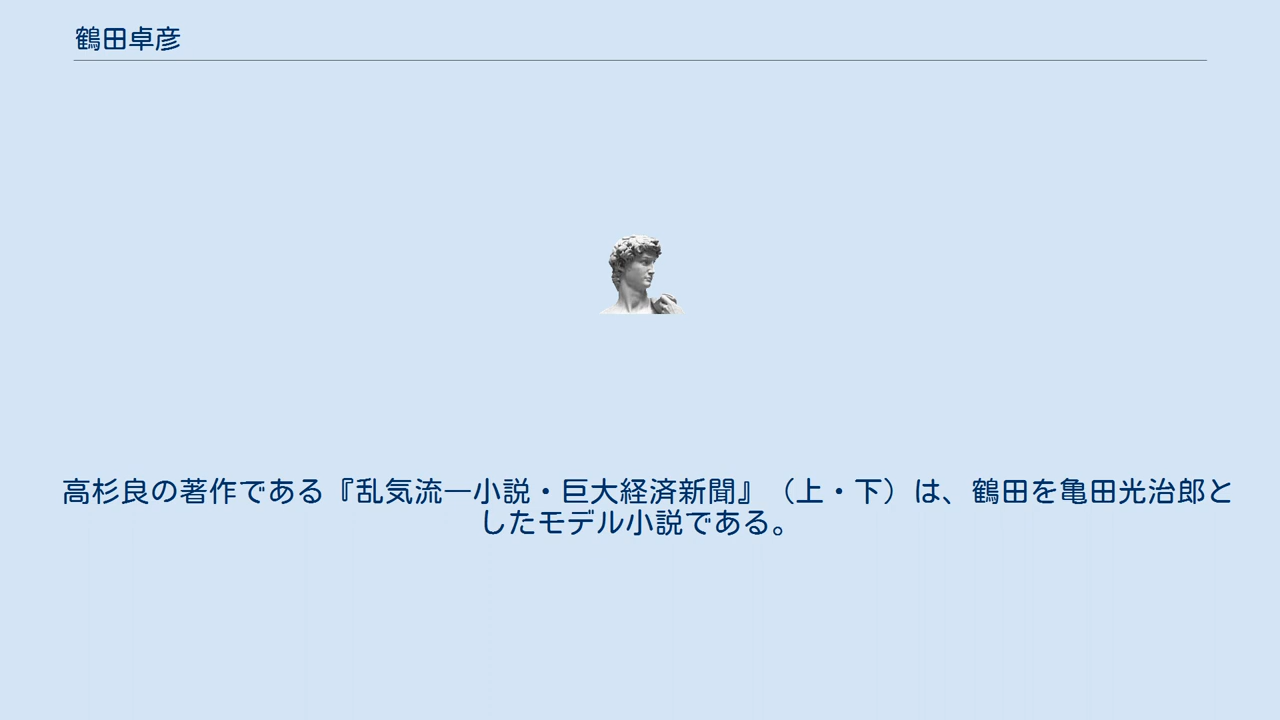 鶴田卓彦
高杉良の著作である『乱気流―小説・巨大経済新聞』（上・下）は、鶴田を亀田光治郎と
したモデル小説である。